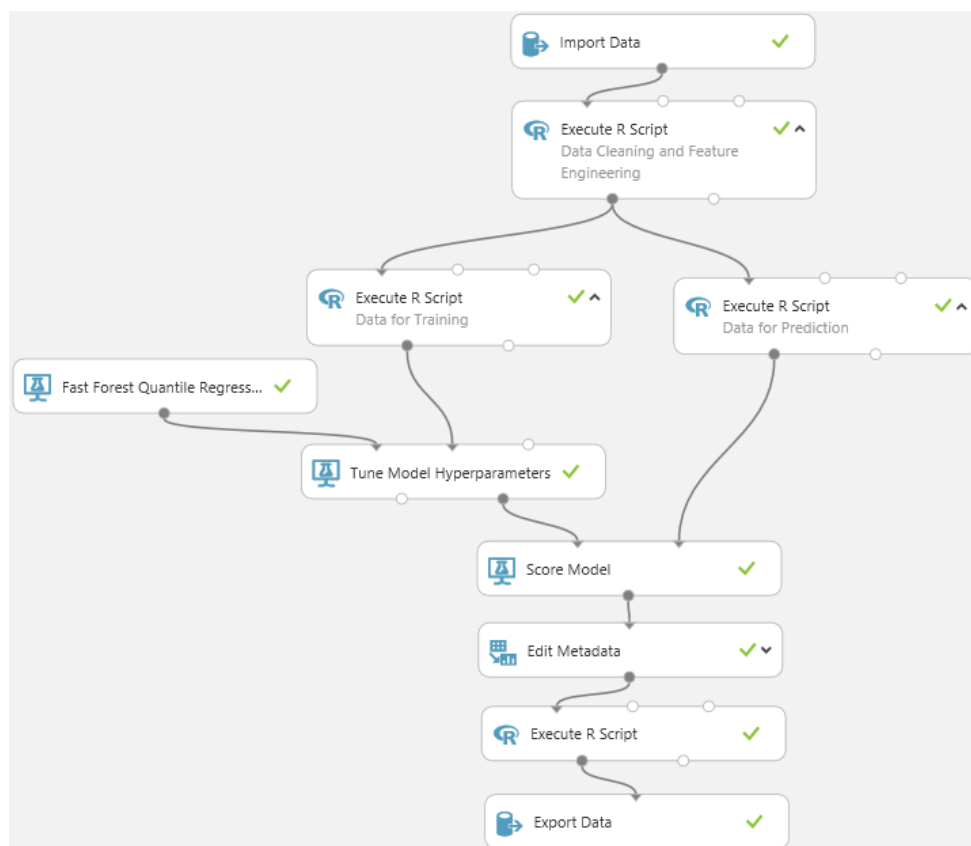 Import Data
Execute R Script
Data Cleaning and Feature
Engineering
Execute R Script
Data for Training
Execute R Script
Data for Prediction
Fast Forest Quantile Regress...
Tune Model Hyperparameters
Score Model
Edit Metadata
Execute R Script
Export Data